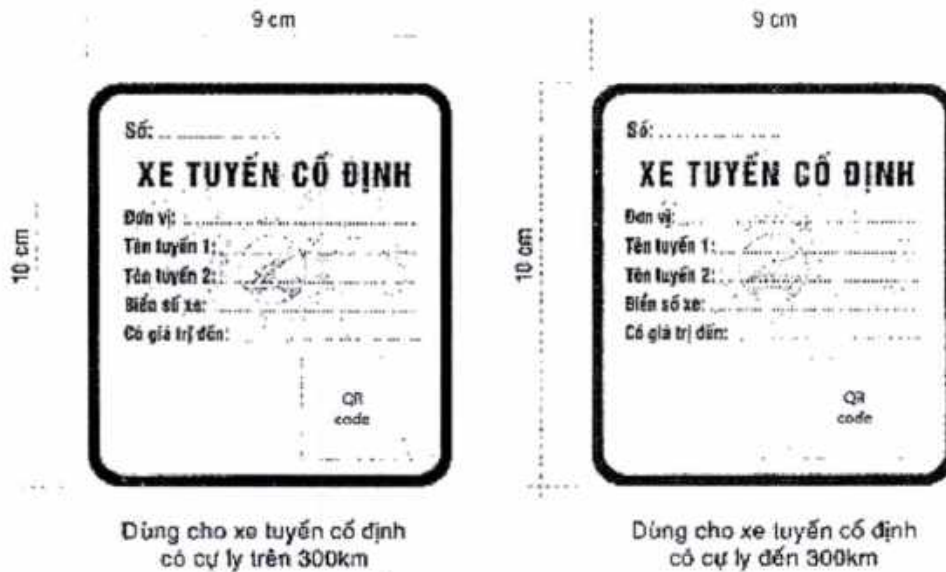 9 cm
10 cm
Số:
XE TUYẾN CỐ ĐỊNH
Đơn vị:
Tên tuyến 1:
Tên tuyến 2:
Biển số xe:
Có giá trị đến:
QR
code
Dùng cho xe tuyến cố định
có cự ly trên 300km
9 cm
10 cm
Số:
XE TUYẾN CỐ ĐỊNH
Đơn vị:
Tên tuyến 1:
Tên tuyến 2:
Biển số xe:
Có giá trị đến:
QR
code
Dùng cho xe tuyến cố định
có cự ly đến 300km